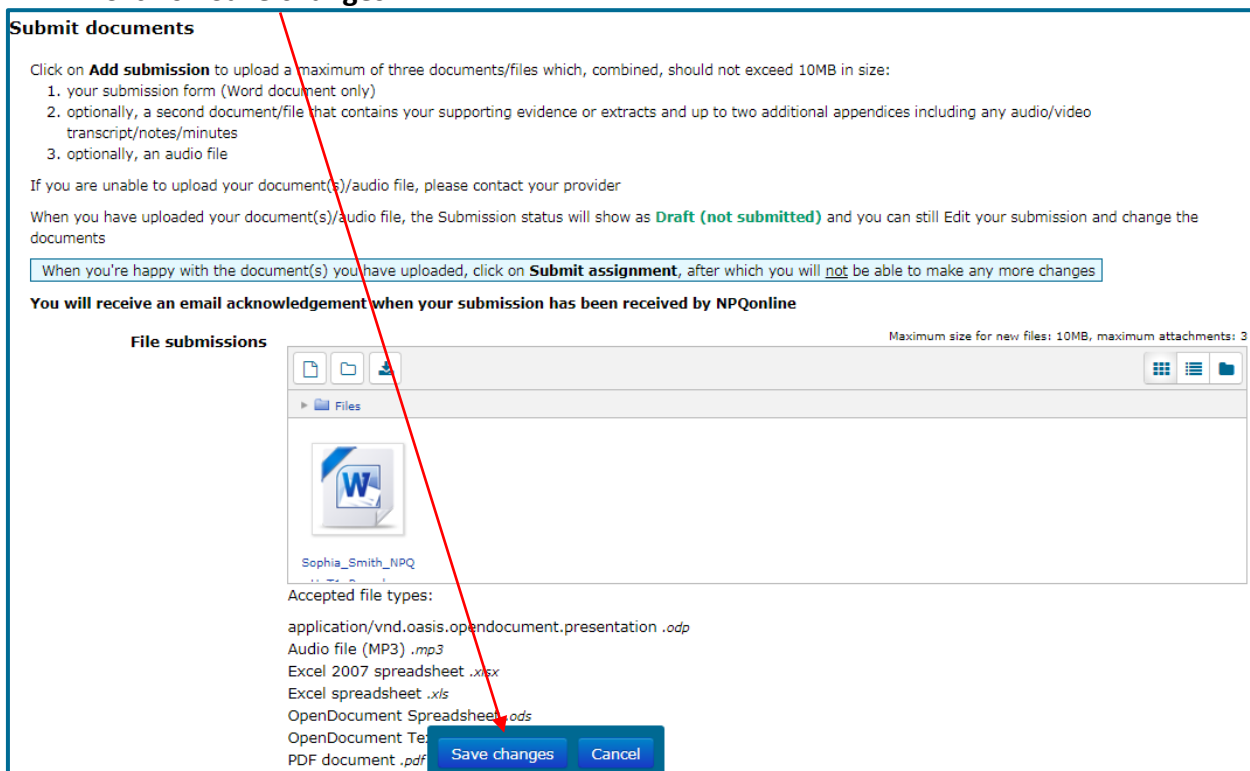 Submit documents
Click on Add submission to upload a maximum of three documents/files which, combined, should not exceed 10MB in size:
1. your submission form (Word document only)
2. optionally, a second document/file that contains your supporting evidence or extracts and up to two additional appendices including any audio/video
transcript/notes/minutes
3. optionally, an audio file
If you are unable to upload your document(s)/audio file, please contact your provider
When you have uploaded your document(s)/audio file, the Submission status will show as Draft (not submitted) and you can still Edit your submission and change the
documents
When you're happy with the document(s) you have uploaded, click on Submit assignment, after which you will not be able to make any more changes
You will receive an email acknowledgement when your submission has been received by NPQonline
File submissions
Maximum size for new files: 10MB, maximum attachments: 3
Files
W
Sophia_Smith_NPQ
Accepted file types:
application/vnd.oasis.opendocument.presentation .odp
Audio file (MP3) .mp3
Excel 2007 spreadsheet .xlsx
Excel spreadsheet .xls
OpenDocument Spreadsheet .ods
OpenDocument
PDF document .pdf
Save changes Cancel